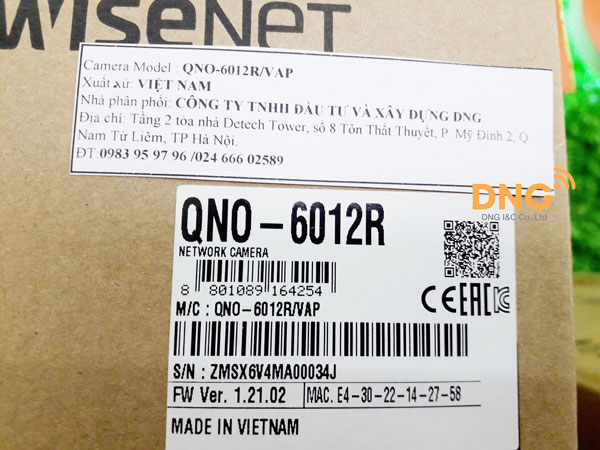 WISENET
Camera Model : QNO-6012R/VAP
Xuất xứ: VIỆT NAM
Nhà phân phối: CÔNG TY TNHH ĐẦU TƯ VÀ XÂY DỰNG DNG
Địa chỉ: Tầng 2 tòa nhà Detech Tower, số 8 Tôn Thất Thuyết, P. Mỹ Đình 2, Q.
Nam Từ Liêm, TP Hà Nội.
ĐT:0983 95 97 96 /024 666 02589
DNG
DNG I&C Co.,Ltd
QNO-6012R
NETWORK CAMERA
8 801089 164254
M/C : QNO-6012R/VAP
CE EAC
S/N : ZMSX6V4MA00034J
FW Ver. 1.21.02 MAC. E4-30-22-14-27-58
MADE IN VIETNAM